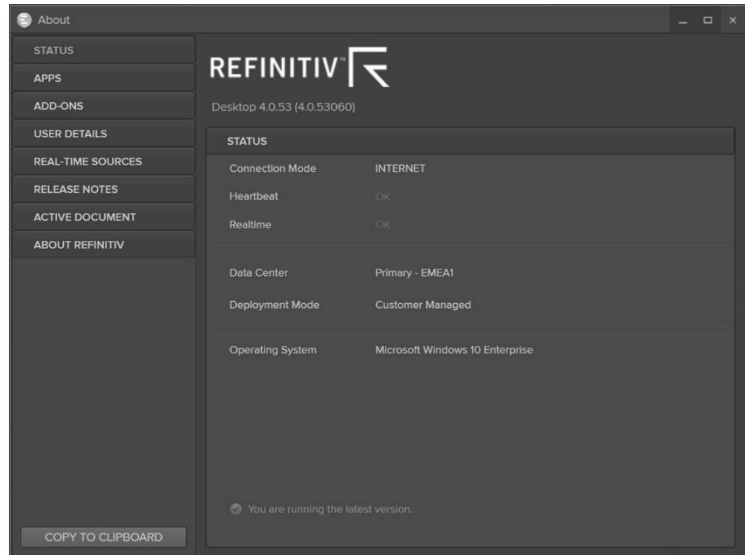 About
STATUS
APPS
ADD-ONS
USER DETAILS
REAL-TIME SOURCES
RELEASE NOTES
ACTIVE DOCUMENT
ABOUT REFINITIV
COPY TO CLIPBOARD
REFINITIV™
Desktop 4.0.53 (4.0.53060)
STATUS
Connection Mode INTERNET
Heartbeat OK
Realtime OK
Data Center Primary - EMEA1
Deployment Mode Customer Managed
Operating System Microsoft Windows 10 Enterprise
You are running the latest version.